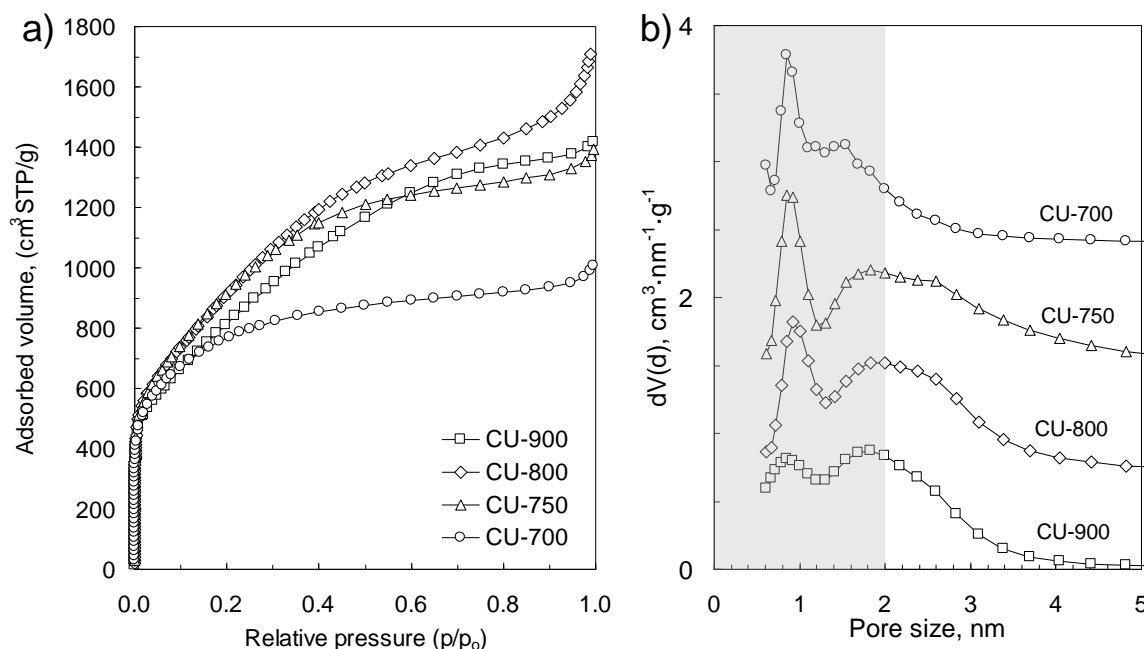 a)
Adsorbed volume, (cm³ STP/g)
1800
1600
1400
1200
1000
800
600
400
200
0
0.0 0.2 0.4 0.6 0.8 1.0
Relative pressure (p/pₒ)
CU-900
CU-800
CU-750
CU-700
b)
dV(d), cm³·nm⁻¹·g⁻¹
4
2
0
0 1 2 3 4 5
Pore size, nm
CU-700
CU-750
CU-800
CU-900